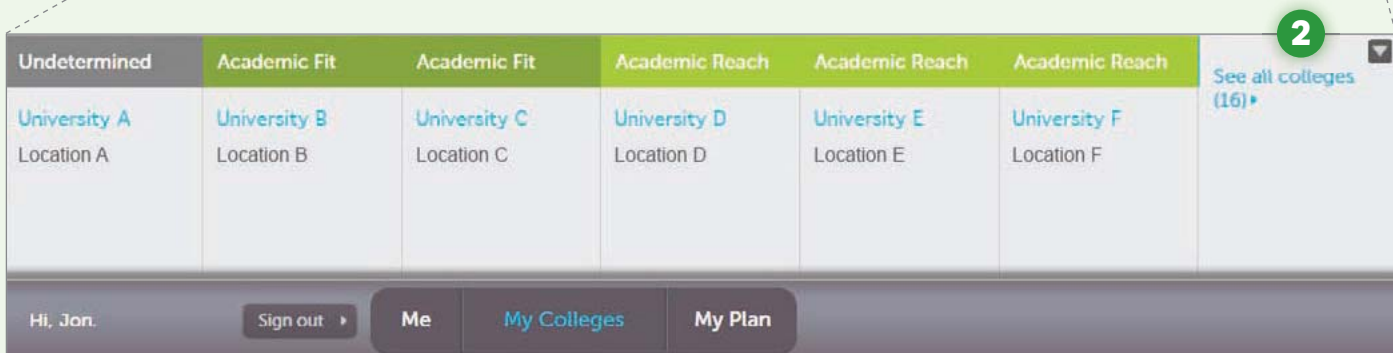 2
Undetermined Academic Fit Academic Fit Academic Reach Academic Reach Academic Reach
See all colleges
(16)
University A University B University C University D University E University F
Location A Location B Location C Location D Location E Location F
Hi, Jon. Sign out Me My Colleges My Plan